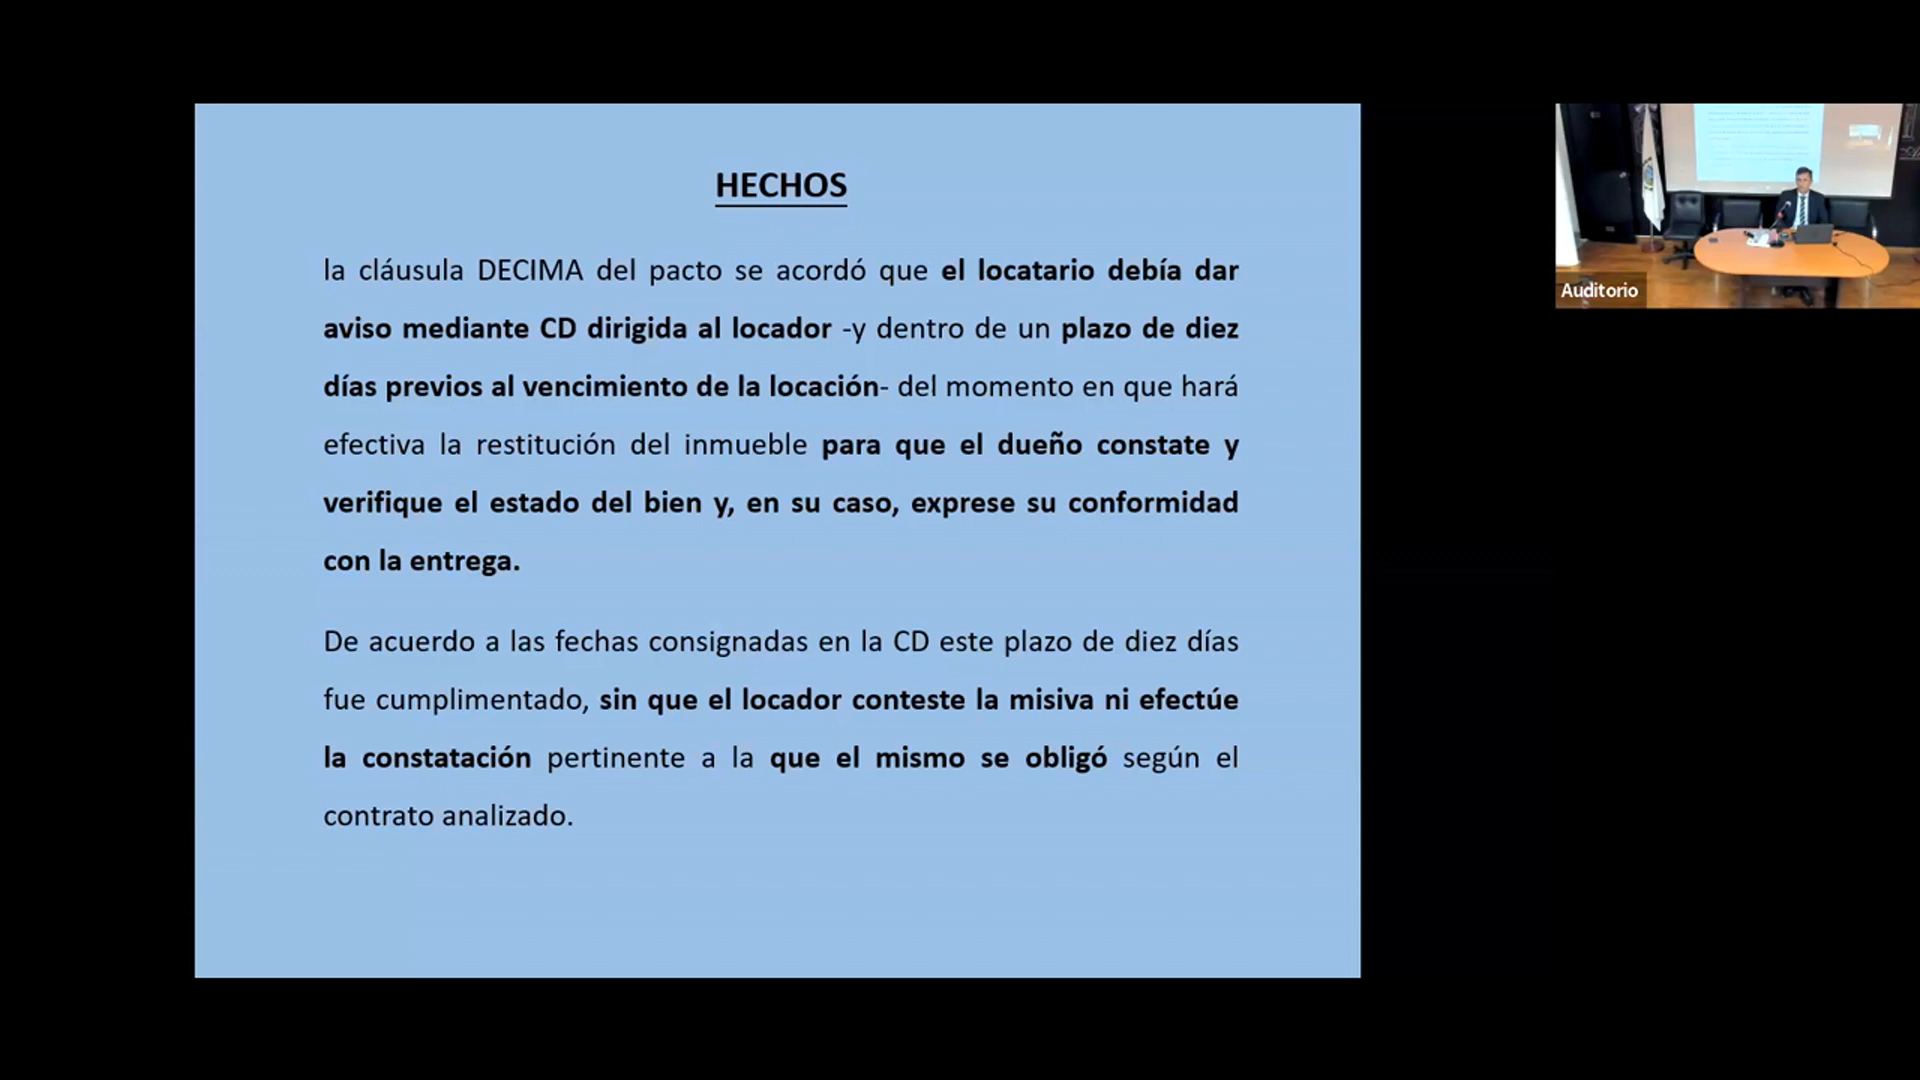 HECHOS
la cláusula DECIMA del pacto se acordó que el locatario debía dar
aviso mediante CD dirigida al locador -y dentro de un plazo de diez
días previos al vencimiento de la locación- del momento en que hará
efectiva la restitución del inmueble para que el dueño constate y
verifique el estado del bien y, en su caso, exprese su conformidad
con la entrega.
De acuerdo a las fechas consignadas en la CD este plazo de diez días
fue cumplimentado, sin que el locador conteste la misiva ni efectúe
la constatación pertinente a la que el mismo se obligó según el
contrato analizado.
Auditorio